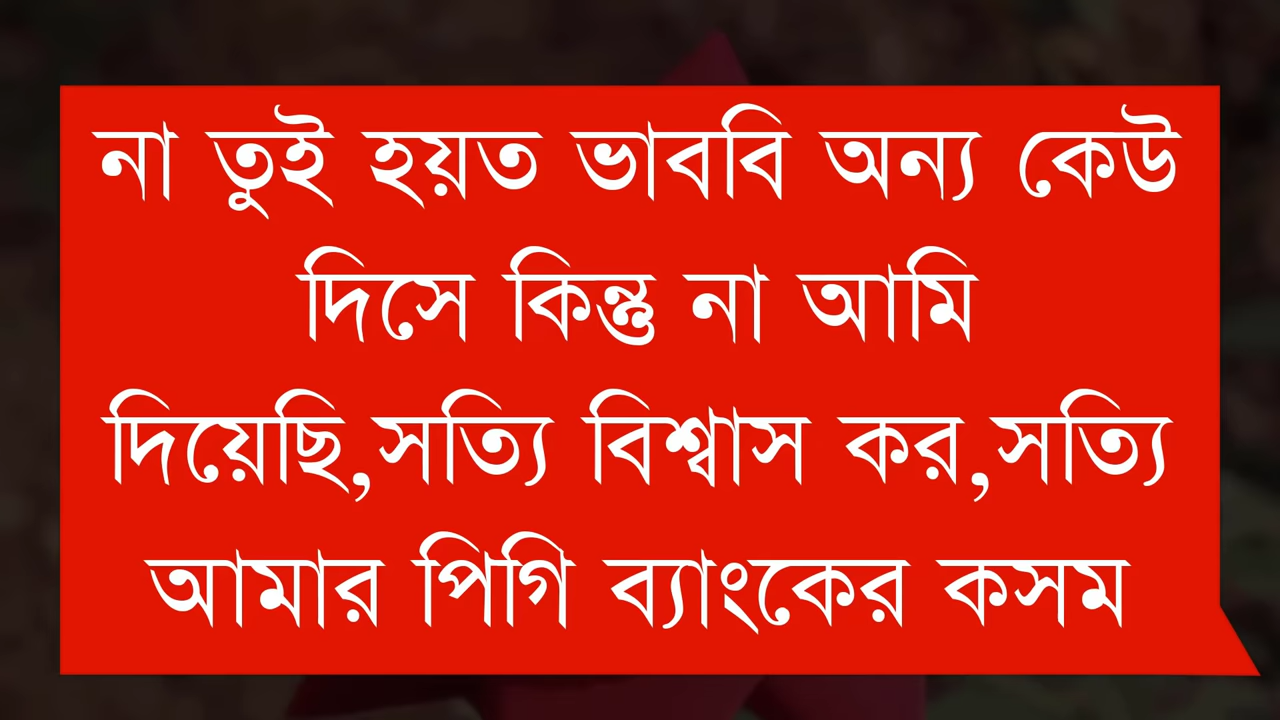 না তুই হয়ত ভাববি অন্য কেউ
দিসে কিন্তু না আমি
দিয়েছি,সত্যি বিশ্বাস কর,সত্যি
আমার পিগি ব্যাংকের কসম